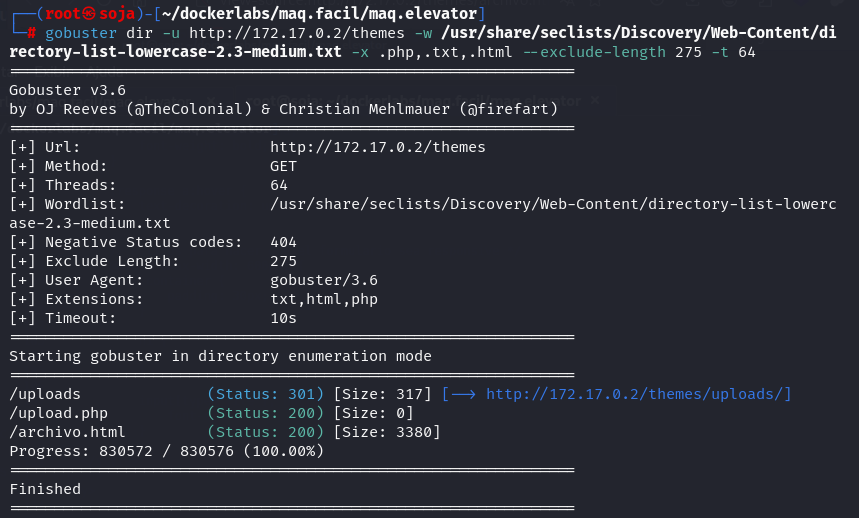 ┌──(root㉿soja)-[~/dockerlabs/maq.facil/maq.elevator]
└─# gobuster dir -u http://172.17.0.2/themes -w /usr/share/seclists/Discovery/Web-Content/di
rectory-list-lowercase-2.3-medium.txt -x .php,.txt,.html --exclude-length 275 -t 64
===============================================================
Gobuster v3.6
by OJ Reeves (@TheColonial) & Christian Mehlmauer (@firefart)
===============================================================
[+] Url:                     http://172.17.0.2/themes
[+] Method:                  GET
[+] Threads:                 64
[+] Wordlist:                /usr/share/seclists/Discovery/Web-Content/directory-list-lowerc
ase-2.3-medium.txt
[+] Negative Status codes:   404
[+] Exclude Length:          275
[+] User Agent:              gobuster/3.6
[+] Extensions:              txt,html,php
[+] Timeout:                 10s
===============================================================
Starting gobuster in directory enumeration mode
===============================================================
/uploads              (Status: 301) [Size: 317] [--> http://172.17.0.2/themes/uploads/]
/upload.php           (Status: 200) [Size: 0]
/archivo.html         (Status: 200) [Size: 3380]
Progress: 830572 / 830576 (100.00%)
===============================================================
Finished
===============================================================